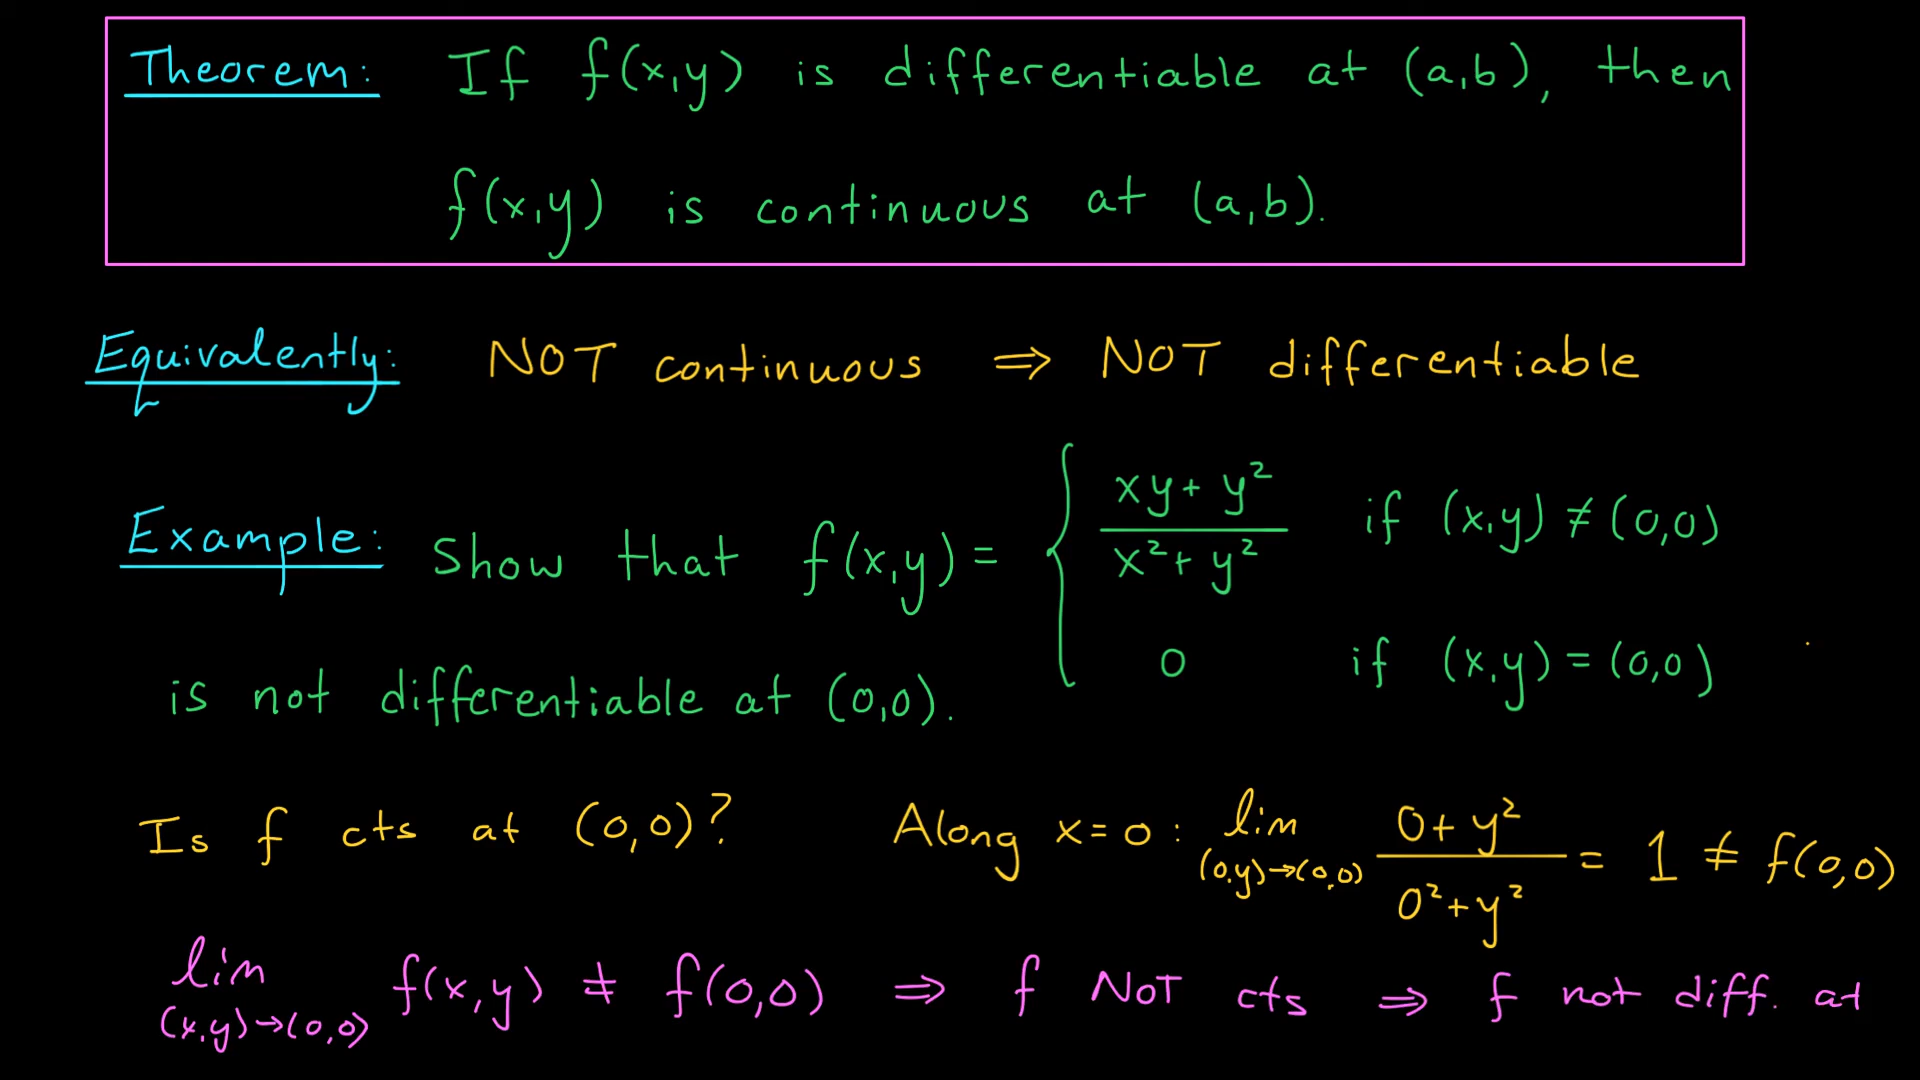 Theorem: If f(x,y) is differentiable at (a,b), then
f(x,y) is continuous at (a,b).
Equivalently: NOT continuous ⇒ NOT differentiable
Example: Show that f(x,y) = { (xy + y²)/(x² + y²) if (x,y) ≠ (0,0)
0 if (x,y) = (0,0)
is not differentiable at (0,0).
Is f cts at (0,0)? Along x = 0 : lim (0,y)→(0,0) (0 + y²)/(0² + y²) = 1 ≠ f(0,0)
lim (x,y)→(0,0) f(x,y) ≠ f(0,0) ⇒ f NOT cts ⇒ f not diff. at